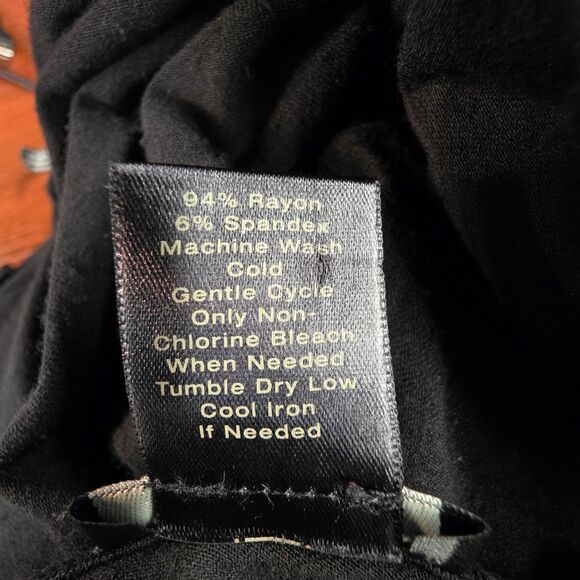 94% Rayon
6% Spandex
Machine Wash
Cold
Gentle Cycle
Only Non-
Chlorine Bleach
When Needed
Tumble Dry Low
Cool Iron
If Needed